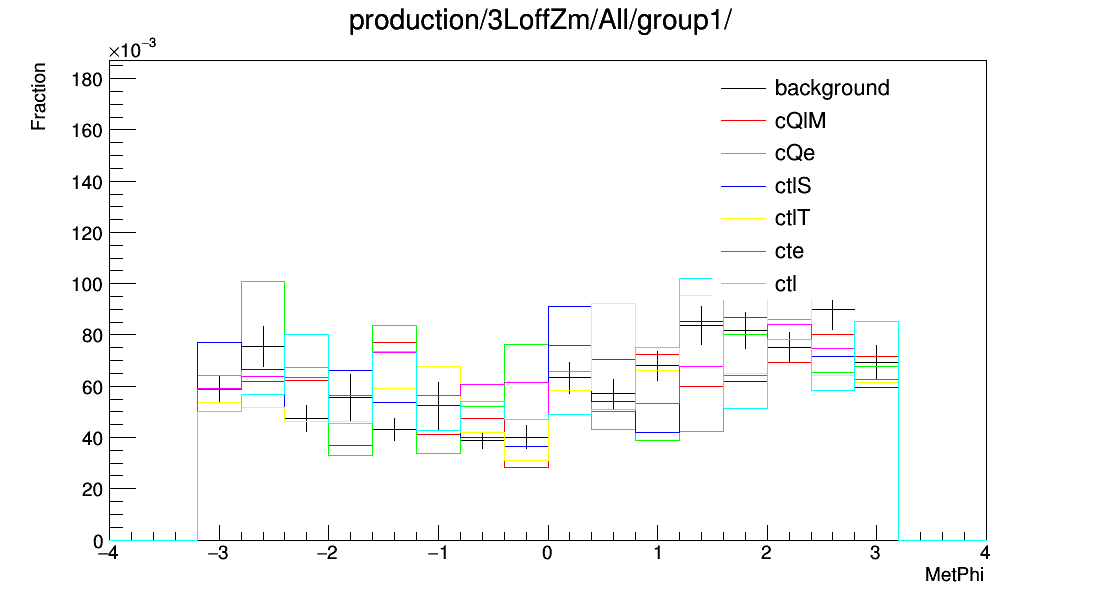 production/3LoffZm/All/group1/
×10⁻³
Fraction
180
160
140
120
100
80
60
40
20
0
background
cQlM
cQe
ctlS
ctlT
cte
ctl
−4 −3 −2 −1 0 1 2 3 4
MetPhi